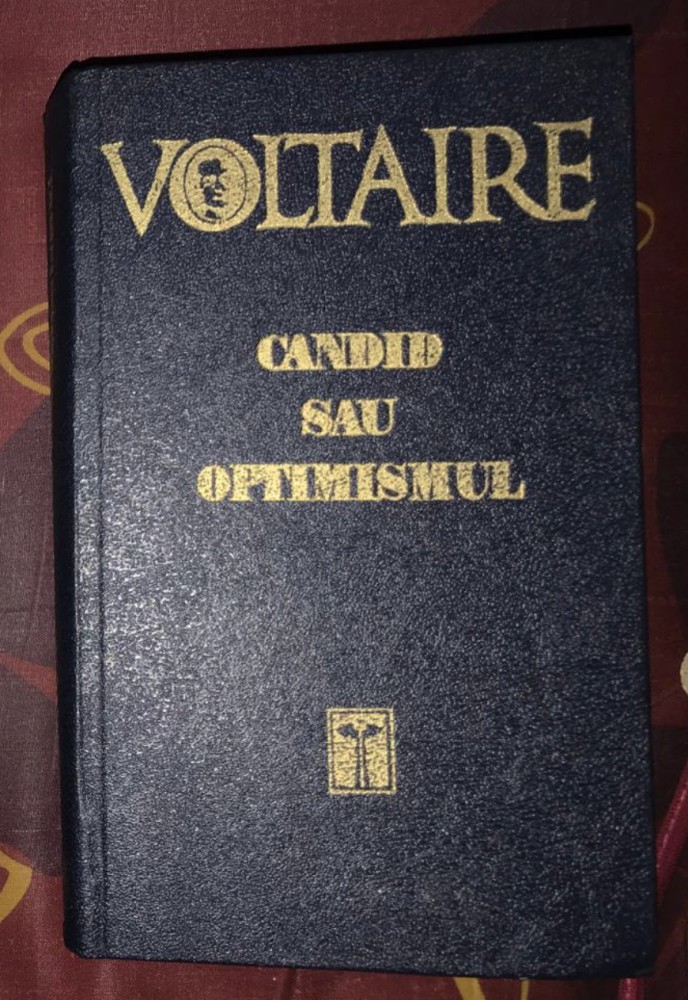 VOLTAIRE
CANDID
SAU
OPTIMISMUL